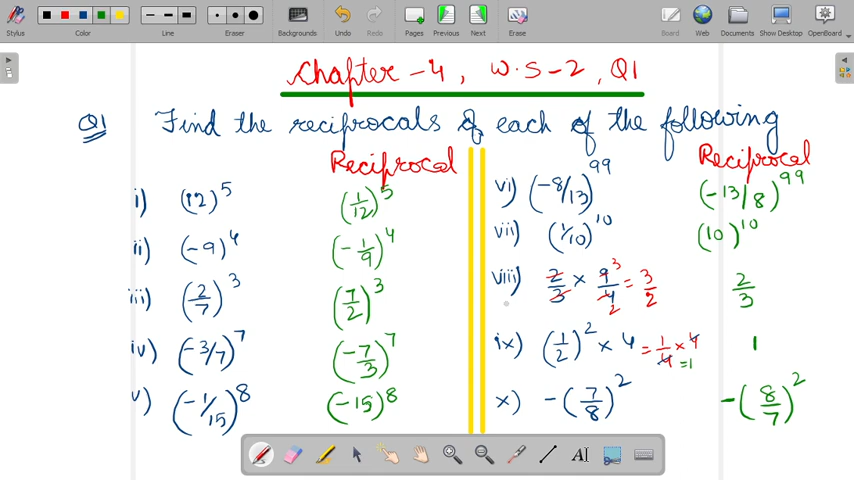 Stylus Color Line Eraser Backgrounds Undo Redo Pages Previous Next Erase Board Web Documents Show Desktop OpenBoard
Chapter-4, W.S-2, Q1
Q1 Find the reciprocals of each of the following
Reciprocal
i) (12)^5 (1/12)^5
ii) (-9)^4 (-1/9)^4
iii) (2/7)^3 (7/2)^3
iv) (-3/7)^7 (-7/3)^7
v) (-1/15)^8 (-15)^8
Reciprocal
vi) (-8/13)^99 (-13/8)^99
vii) (1/10)^10 (10)^10
viii) 2/3 × 9/4 = 3/2 2/3
3
2
ix) (1/2)^2 × 4 = 1/4 × 4 1
=1
x) -(7/8)^2 -(8/7)^2